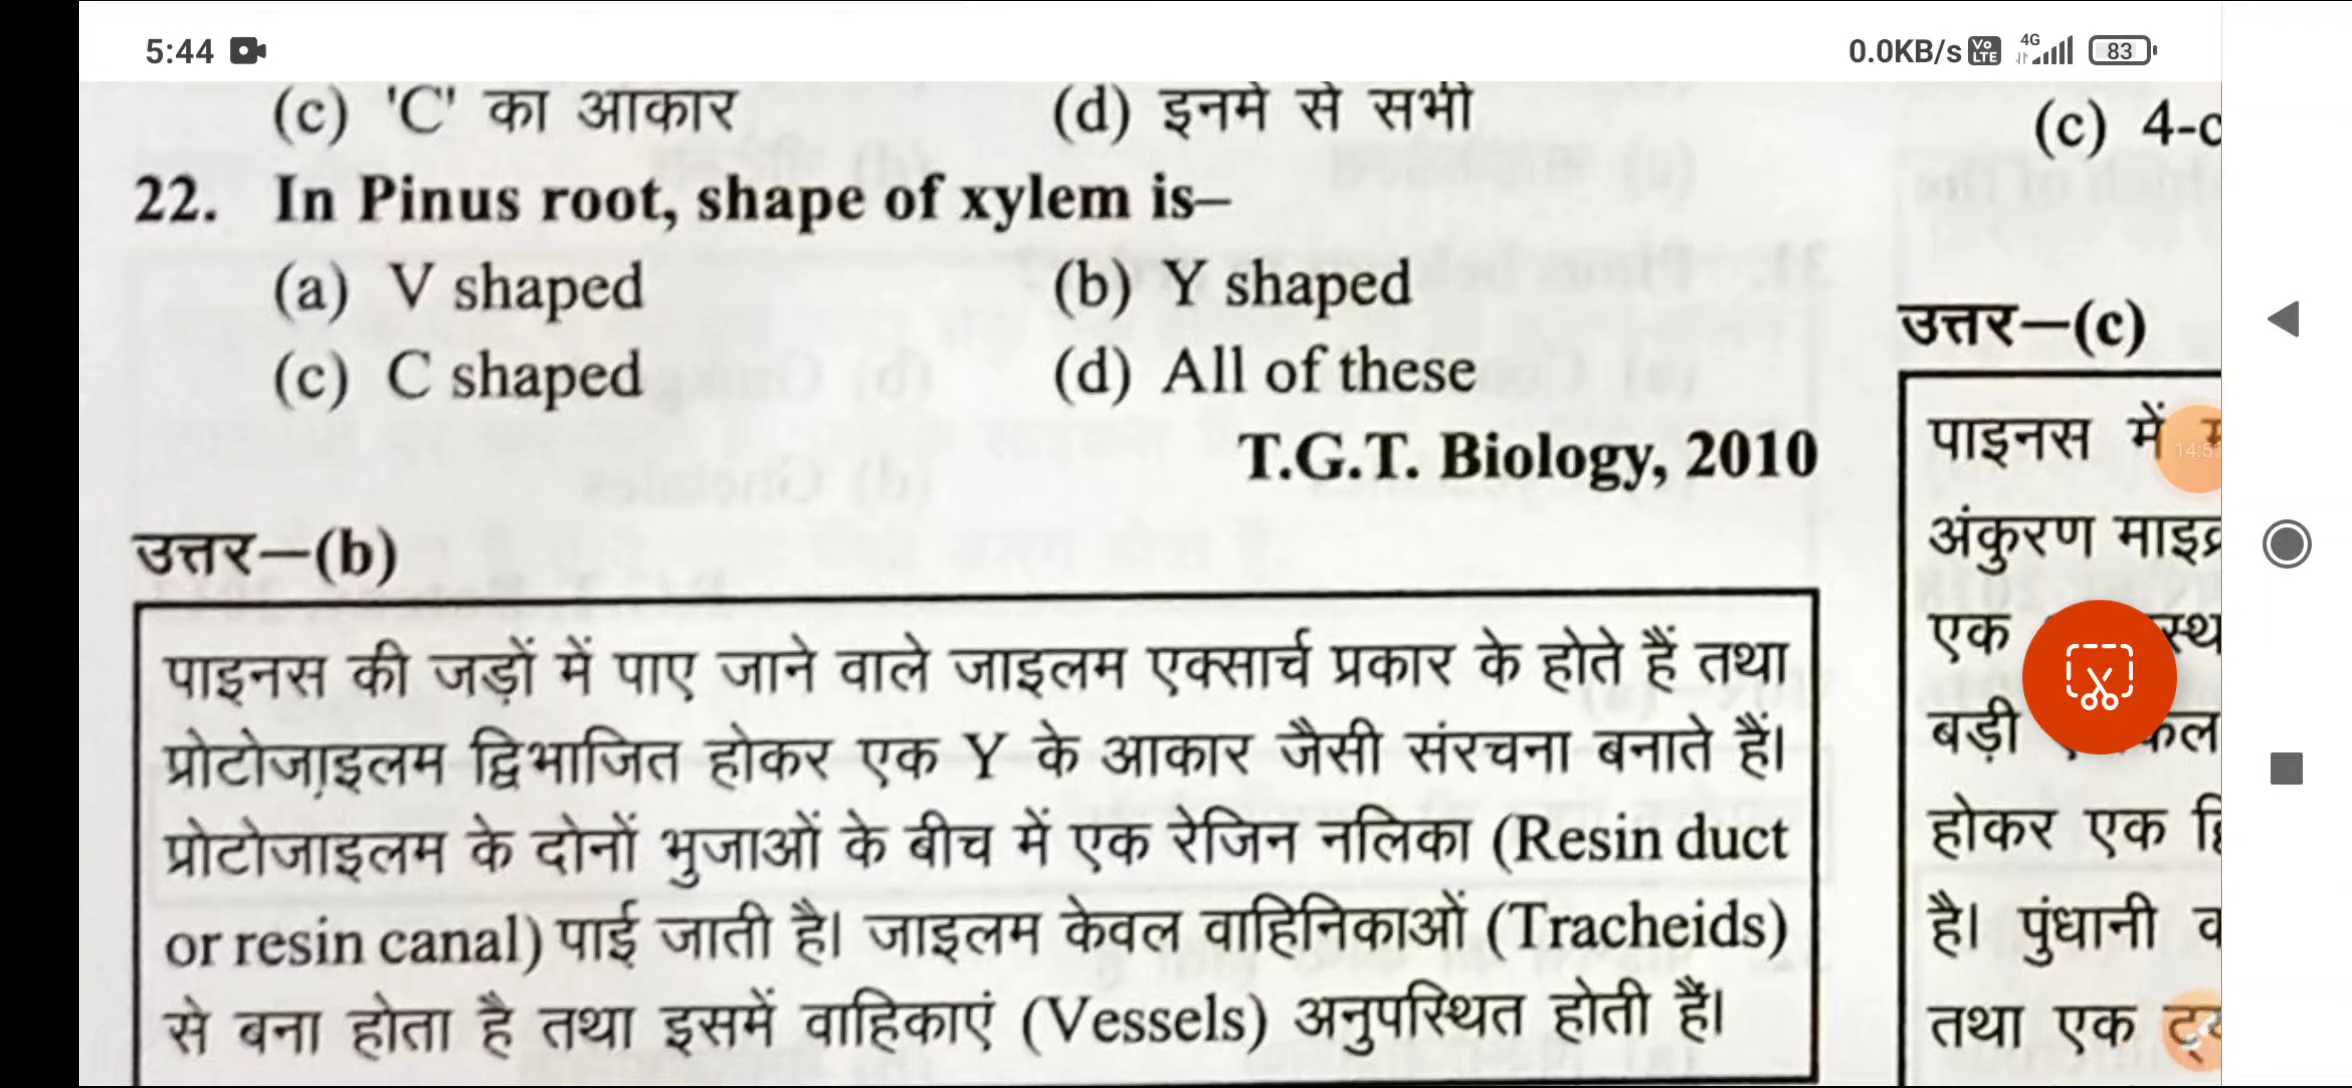 5:44
0.0KB/s Vo LTE 4G 83
(c) 'C' का आकार (d) इनमें से सभी
22. In Pinus root, shape of xylem is–
(a) V shaped (b) Y shaped
(c) C shaped (d) All of these
T.G.T. Biology, 2010
उत्तर—(b)
पाइनस की जड़ों में पाए जाने वाले जाइलम एक्सार्च प्रकार के होते हैं तथा
प्रोटोजाइलम द्विभाजित होकर एक Y के आकार जैसी संरचना बनाते हैं।
प्रोटोजाइलम के दोनों भुजाओं के बीच में एक रेजिन नलिका (Resin duct
or resin canal) पाई जाती है। जाइलम केवल वाहिनिकाओं (Tracheids)
से बना होता है तथा इसमें वाहिकाएं (Vessels) अनुपस्थित होती हैं।
(c) 4-c
उत्तर—(c)
पाइनस में
अंकुरण
एक
बड़ी
होकर एक
है। पुंधानी
तथा एक